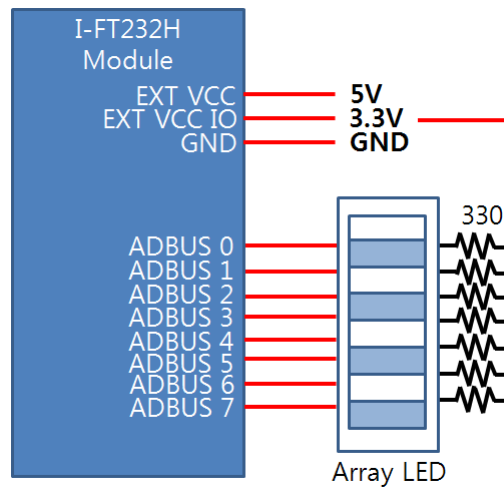 I-FT232H
Module
EXT VCC
EXT VCC IO
GND
5V
3.3V
GND
330
ADBUS 0
ADBUS 1
ADBUS 2
ADBUS 3
ADBUS 4
ADBUS 5
ADBUS 6
ADBUS 7
Array LED